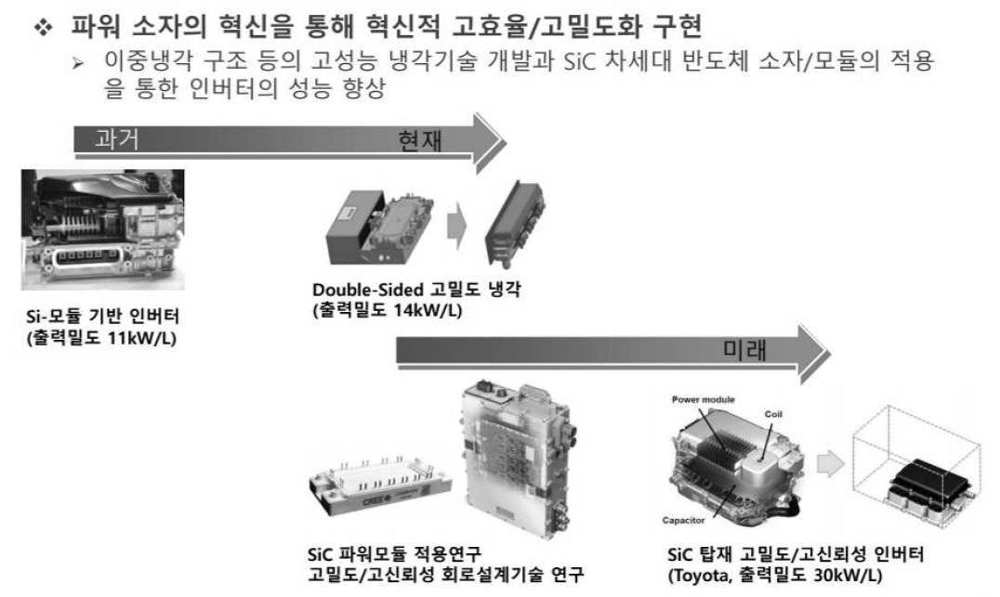 ❖ 파워 소자의 혁신을 통해 혁신적 고효율/고밀도화 구현
➢ 이중냉각 구조 등의 고성능 냉각기술 개발과 SiC 차세대 반도체 소자/모듈의 적용
을 통한 인버터의 성능 향상
과거 현재
Si-모듈 기반 인버터
(출력밀도 11kW/L)
Double-Sided 고밀도 냉각
(출력밀도 14kW/L)
미래
CREE
SiC 파워모듈 적용연구
고밀도/고신뢰성 회로설계기술 연구
Power module
Coil
Capacitor
SiC 탑재 고밀도/고신뢰성 인버터
(Toyota, 출력밀도 30kW/L)